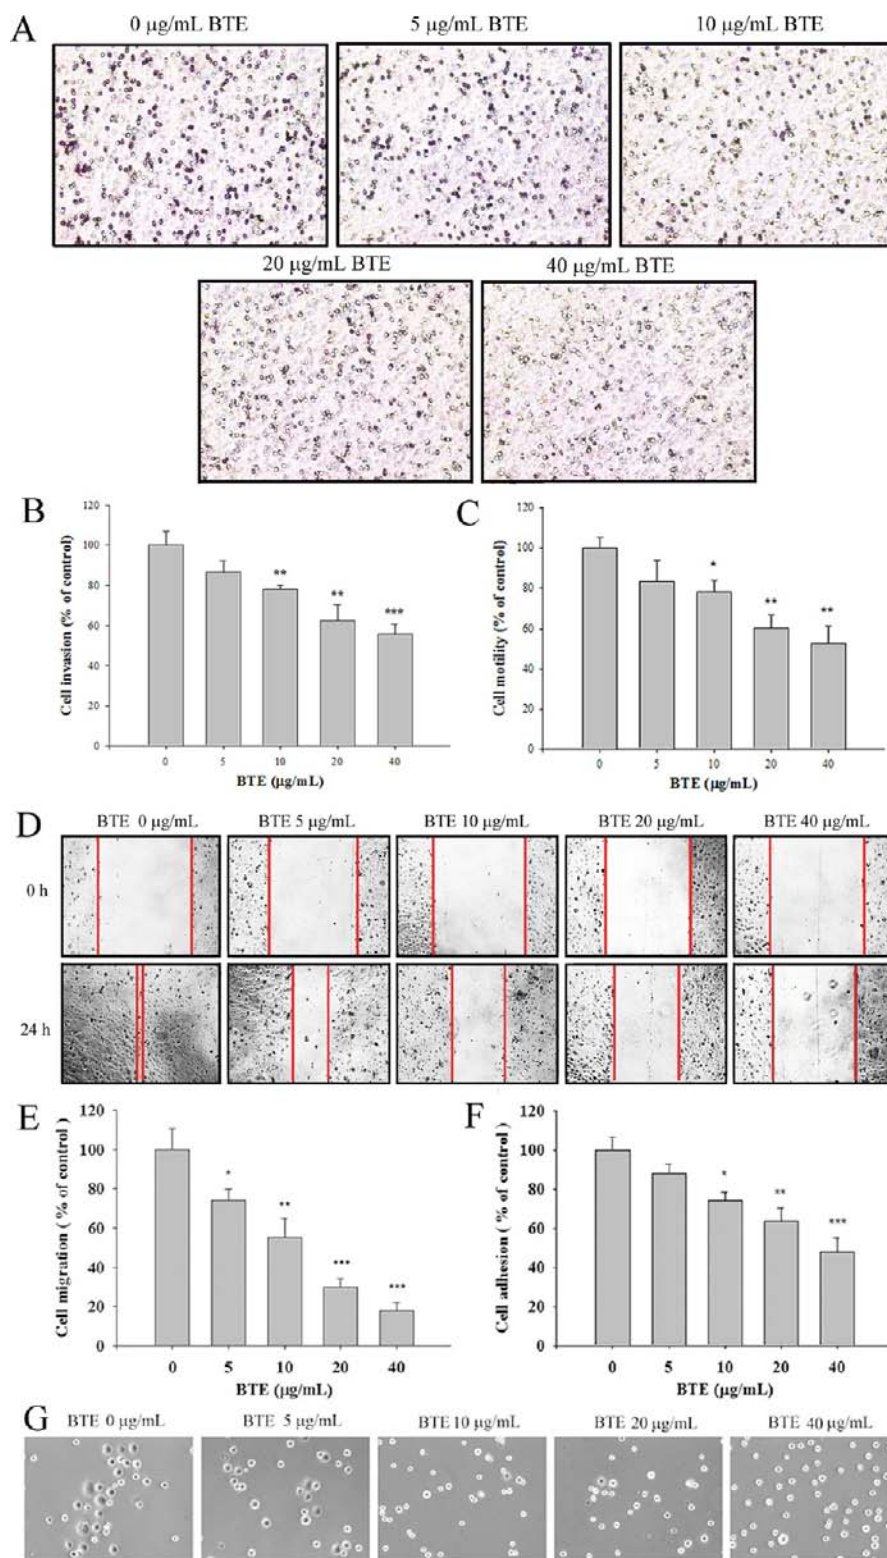 A
0 μg/mL BTE 5 μg/mL BTE 10 μg/mL BTE
20 μg/mL BTE 40 μg/mL BTE
B
Cell invasion (% of control)
120
100
80
60
40
20
0
** ** ***
0 5 10 20 40
BTE (μg/mL)
C
Cell motility (% of control)
120
100
80
60
40
20
0
* ** **
0 5 10 20 40
BTE (μg/mL)
D
BTE 0 μg/mL BTE 5 μg/mL BTE 10 μg/mL BTE 20 μg/mL BTE 40 μg/mL
0 h
24 h
E
Cell migration ( % of control )
120
100
80
60
40
20
0
* ** *** ***
0 5 10 20 40
BTE (μg/mL)
F
Cell adhesion ( % of control )
120
100
80
60
40
20
0
* ** ***
0 5 10 20 40
BTE (μg/mL)
G
BTE 0 μg/mL BTE 5 μg/mL BTE 10 μg/mL BTE 20 μg/mL BTE 40 μg/mL